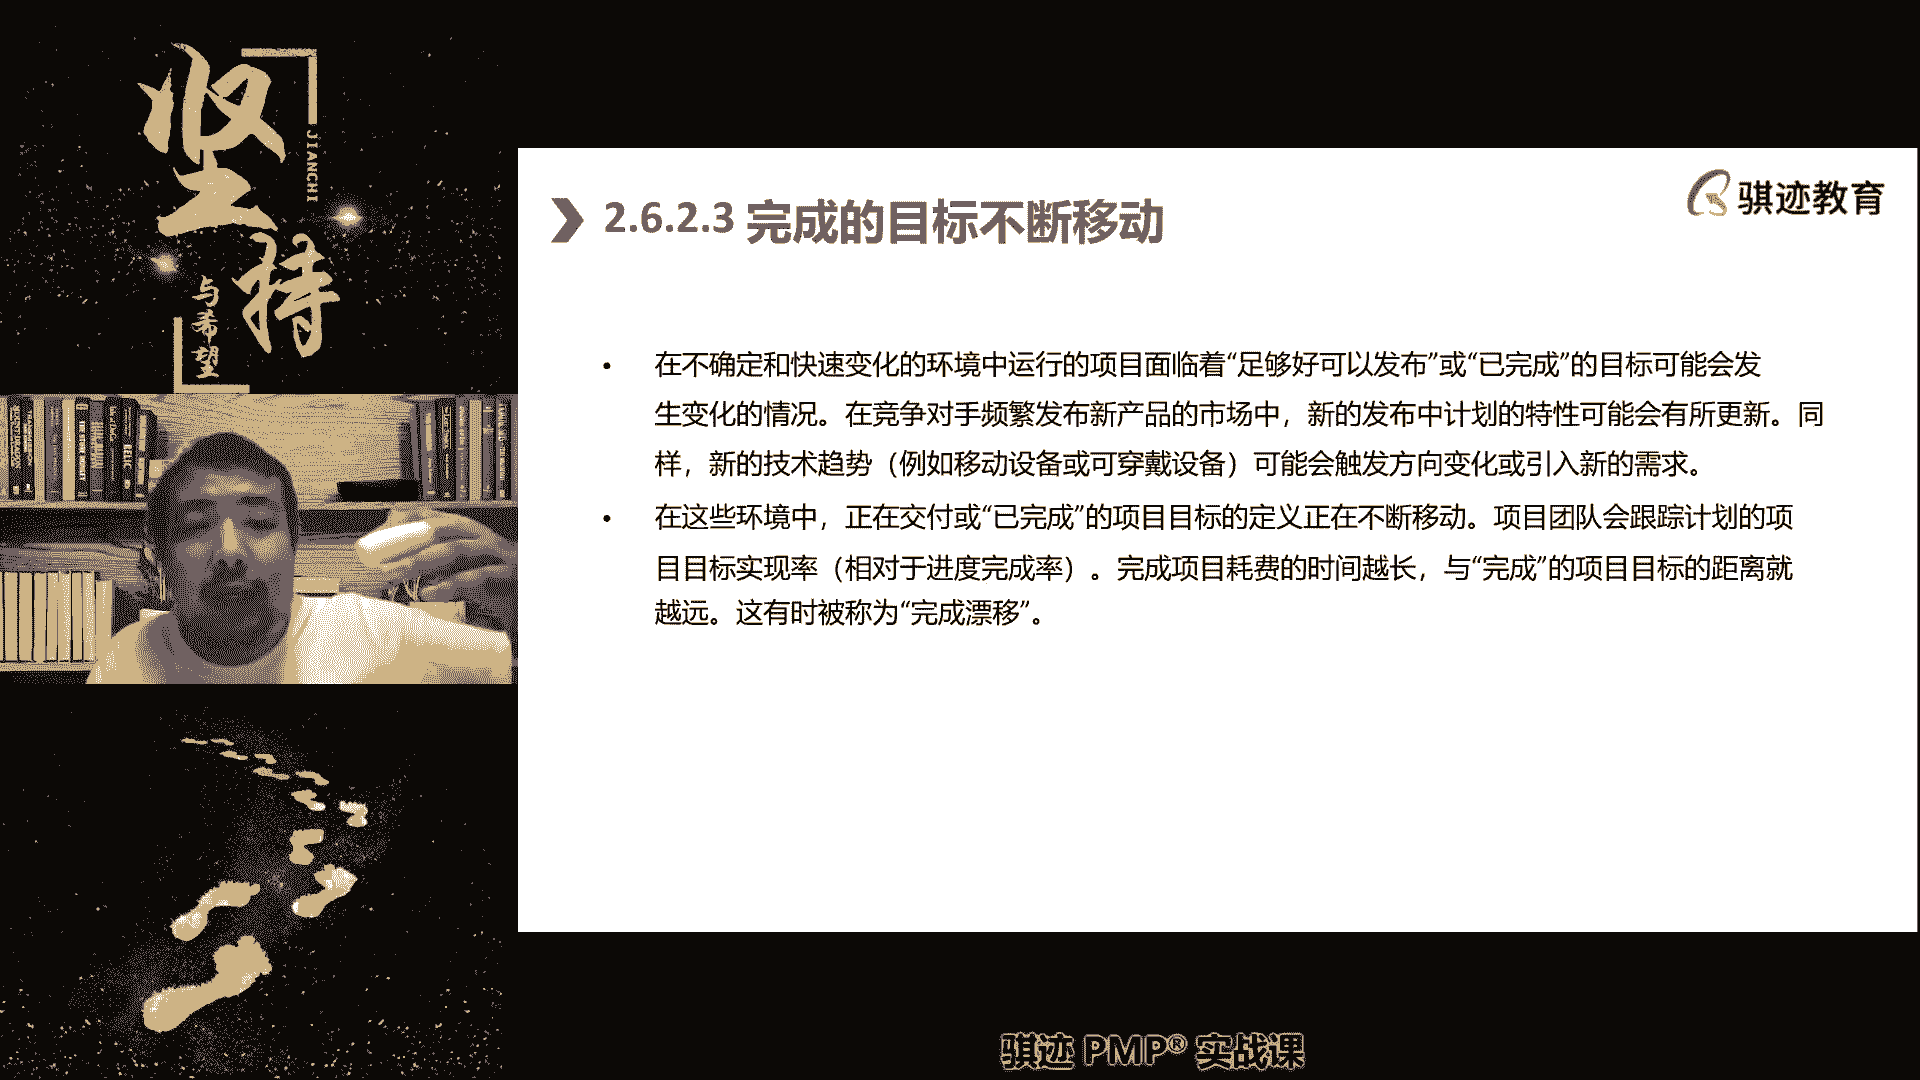 坚持
JIANCHI
与希望
骐迹教育
2.6.2.3 完成的目标不断移动
• 在不确定和快速变化的环境中运行的项目面临着“足够好可以发布”或“已完成”的目标可能会发
生变化的情况。在竞争对手频繁发布新产品的市场中，新的发布中计划的特性可能会有所更新。同
样，新的技术趋势（例如移动设备或可穿戴设备）可能会触发方向变化或引入新的需求。
• 在这些环境中，正在交付或“已完成”的项目目标的定义正在不断移动。项目团队会跟踪计划的项
目目标实现率（相对于进度完成率）。完成项目耗费的时间越长，与“完成”的项目目标的距离就
越远。这有时被称为“完成漂移”。
骐迹 PMP® 实战课